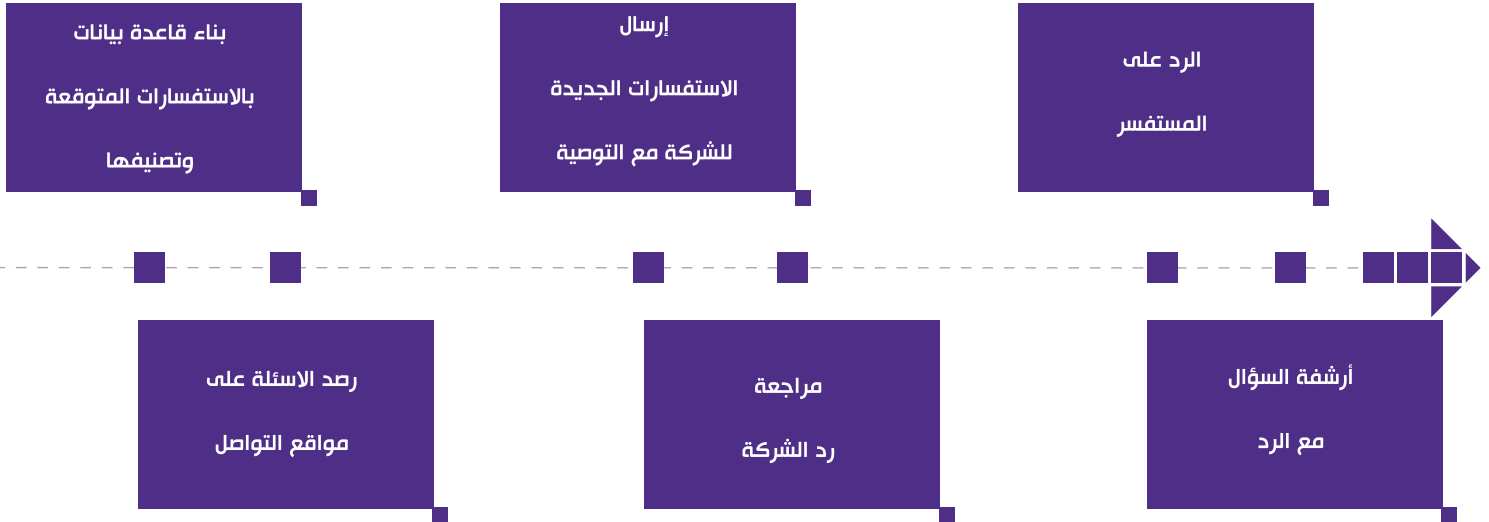 بناء قاعدة بيانات
بالاستفسارات المتوقعة
وتصنيفها
رصد الاسئلة على
مواقع التواصل
إرسال
الاستفسارات الجديدة
للشركة مع التوصية
مراجعة
رد الشركة
الرد على
المستفسر
أرشفة السؤال
مع الرد